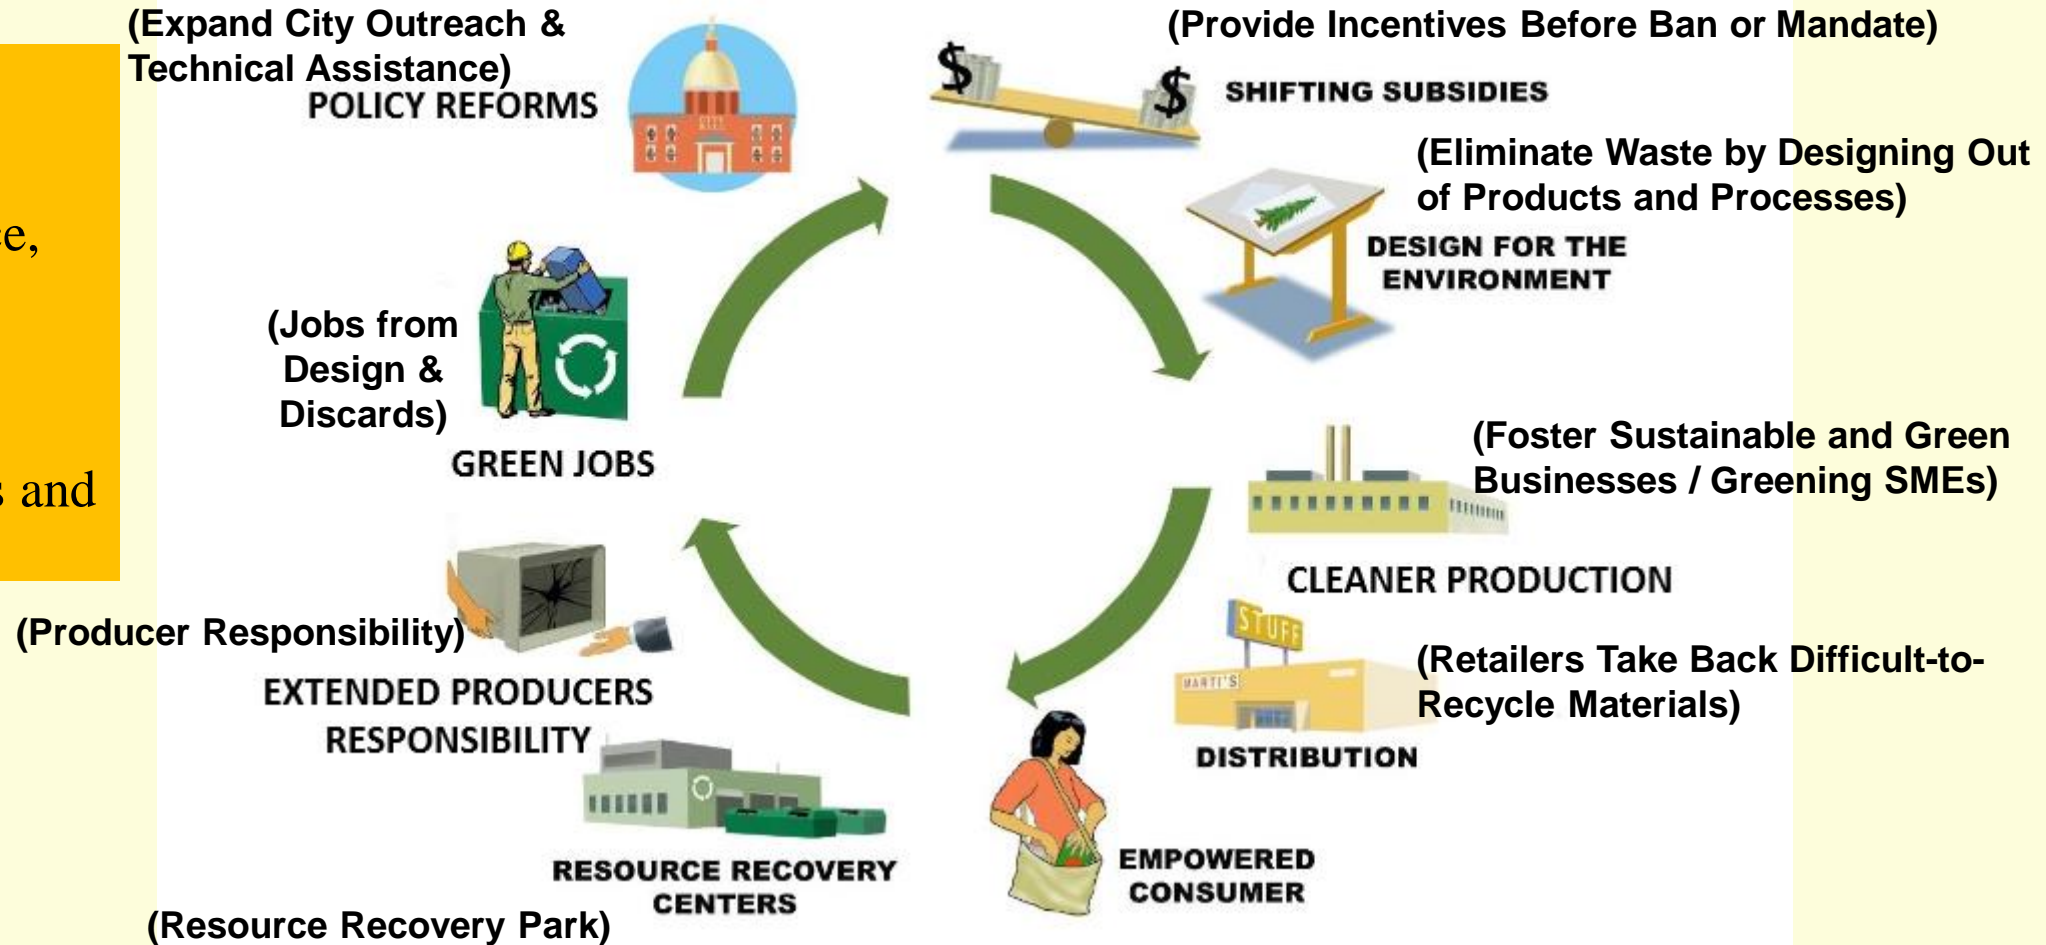 (Expand City Outreach &
Technical Assistance)
POLICY REFORMS
CITY
(Provide Incentives Before Ban or Mandate)
$ $
SHIFTING SUBSIDIES
(Eliminate Waste by Designing Out
of Products and Processes)
DESIGN FOR THE
ENVIRONMENT
(Foster Sustainable and Green
Businesses / Greening SMEs)
CLEANER PRODUCTION
STUFF
MARTI'S
(Retailers Take Back Difficult-to-
Recycle Materials)
DISTRIBUTION
EMPOWERED
CONSUMER
RESOURCE RECOVERY
CENTERS
(Resource Recovery Park)
(Producer Responsibility)
EXTENDED PRODUCERS
RESPONSIBILITY
(Jobs from
Design &
Discards)
GREEN JOBS
and